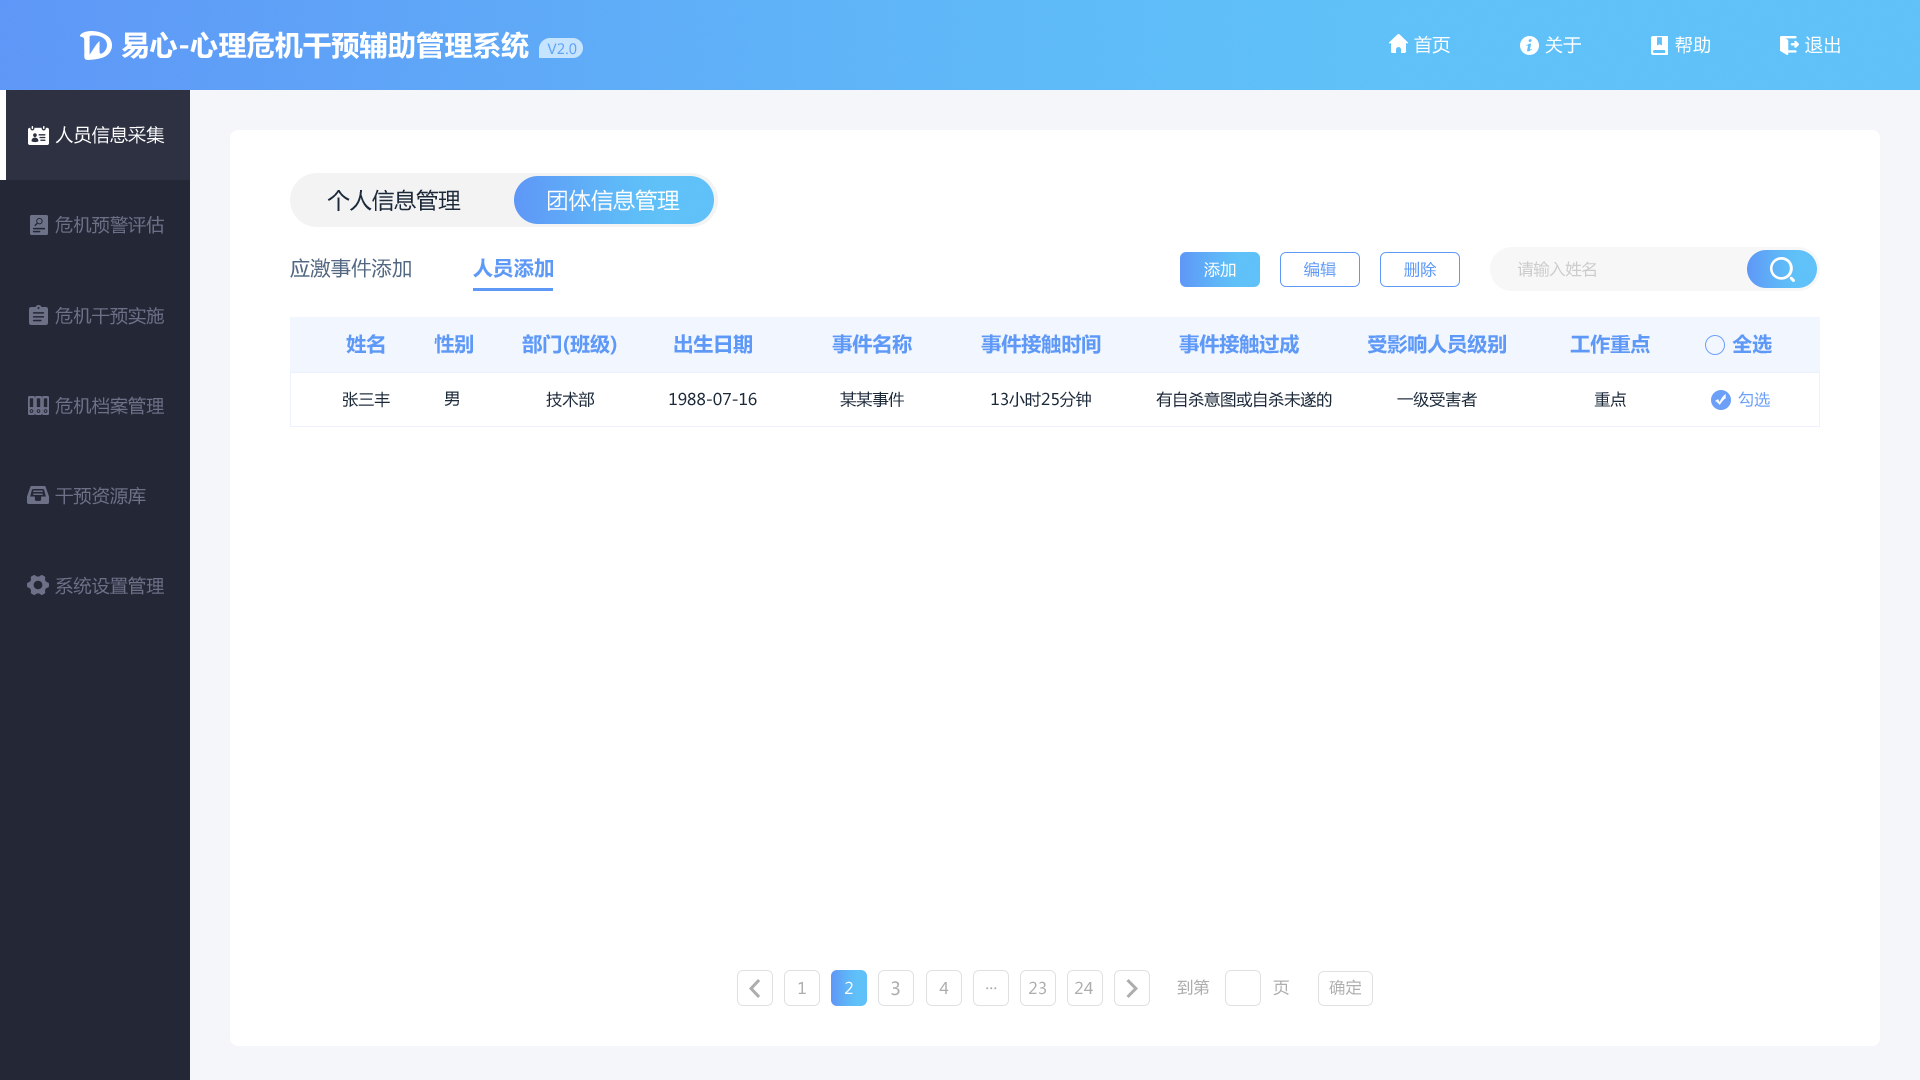 易心-心理危机干预辅助管理系统 V2.0
首页 关于 帮助 退出
人员信息采集
危机预警评估
危机干预实施
危机档案管理
干预资源库
系统设置管理
个人信息管理 团体信息管理
应激事件添加 人员添加 添加 编辑 删除 请输入姓名
姓名 性别 部门(班级) 出生日期 事件名称 事件接触时间 事件接触过成 受影响人员级别 工作重点 全选
张三丰 男 技术部 1988-07-16 某某事件 13小时25分钟 有自杀意图或自杀未遂的 一级受害者 重点 勾选
1 2 3 4 ... 23 24 到第 页 确定